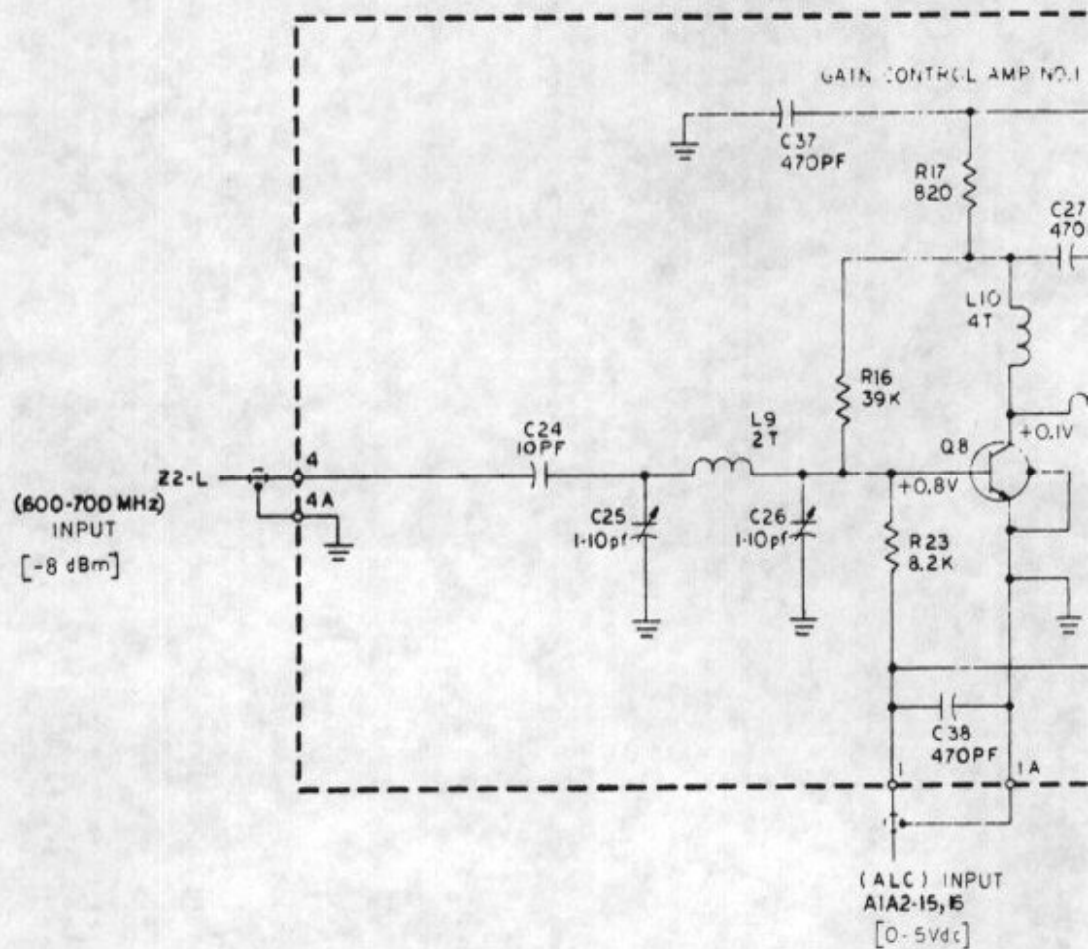 GAIN CONTROL AMP NO.1
C37
470PF
R17
820
C27
470
L10
4T
R16
39K
L9
2T
C24
10PF
Q8
+0.1V
4
Z2-L
4A
+0.8V
(600-700 MHz)
INPUT
[-8 dBm]
C25
1-10pf
C26
1-10pf
R23
8.2K
C38
470PF
1
1A
(ALC) INPUT
A1A2-15,16
[0-5Vdc]